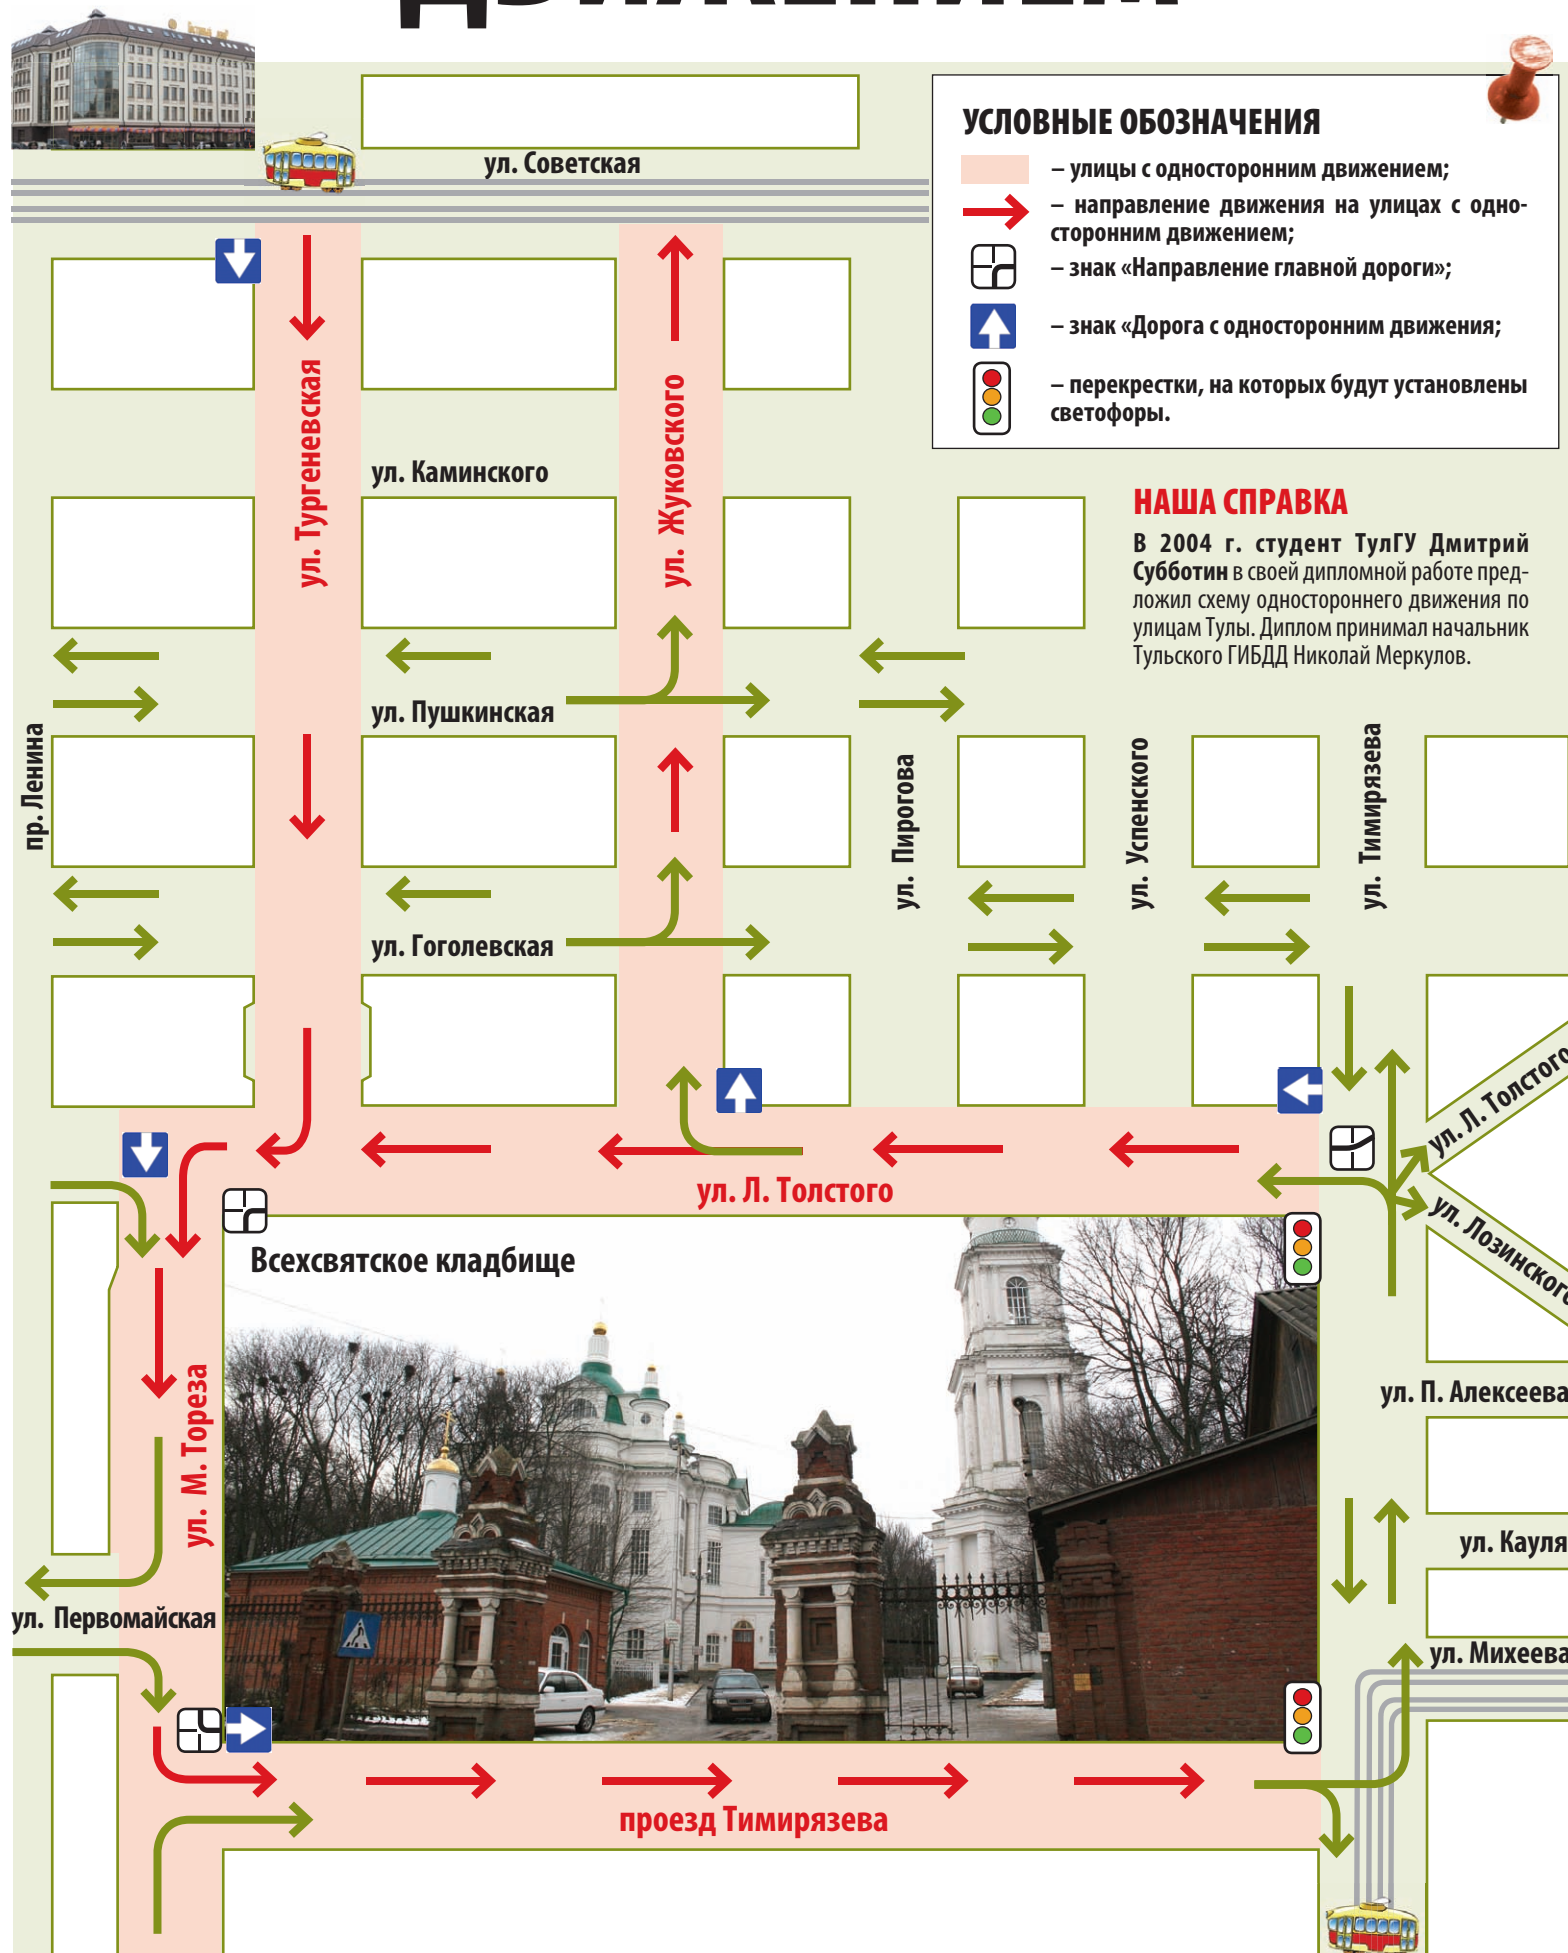 ДВИЖЕНИЕМ
УСЛОВНЫЕ ОБОЗНАЧЕНИЯ
– улицы с односторонним движением;
– направление движения на улицах с одно-
сторонним движением;
– знак «Направление главной дороги»;
– знак «Дорога с односторонним движения;
– перекрестки, на которых будут установлены
светофоры.
ул. Советская
ул. Тургеневская
ул. Жуковского
ул. Каминского
НАША СПРАВКА
В 2004 г. студент ТулГУ Дмитрий
Субботин в своей дипломной работе пред-
ложил схему одностороннего движения по
улицам Тулы. Диплом принимал начальник
Тульского ГИБДД Николай Меркулов.
ул. Пушкинская
пр. Ленина
ул. Пирогова
ул. Успенского
ул. Тимирязева
ул. Гоголевская
ул. Л. Толстого
ул. Л. Толстого
ул. Лозинского
Всехсвятское кладбище
ул. П. Алексеева
ул. М. Тореза
ул. Кауля
ул. Первомайская
ул. Михеева
проезд Тимирязева